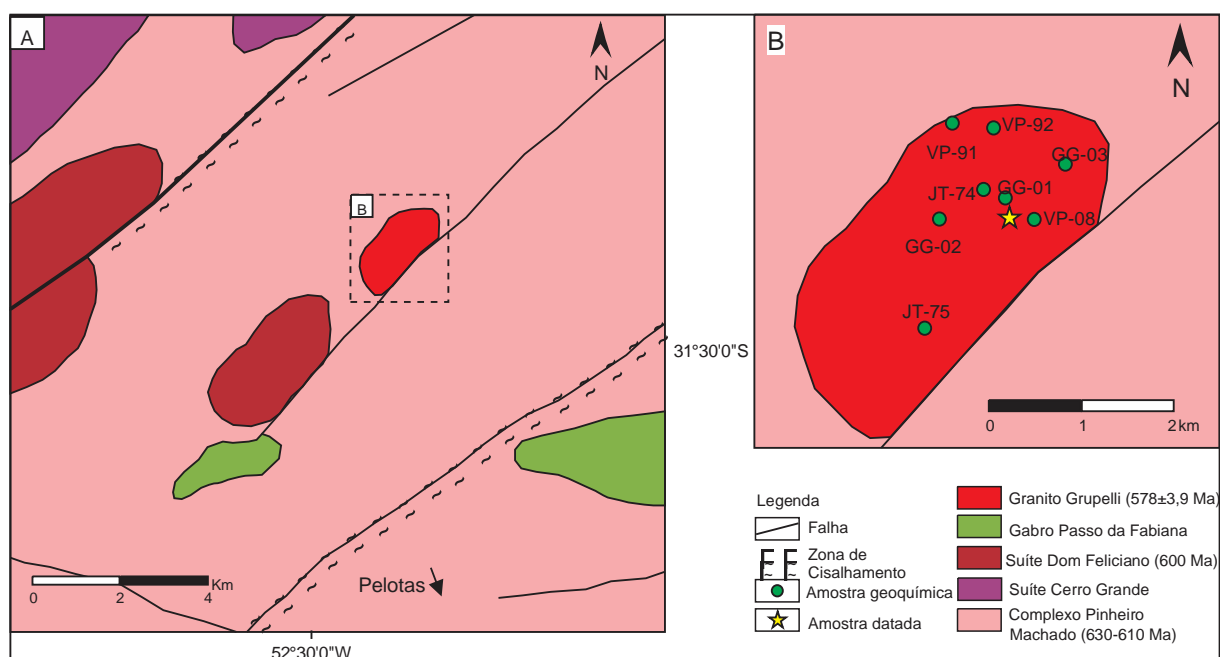 A
N
B
0
2
4
Km
Pelotas
52°30'0"W
31°30'0"S
B
N
VP-92
VP-91
GG-03
JT-74
GG-01
VP-08
GG-02
JT-75
0
1
2 km
Legenda
Falha
Zona de
Cisalhamento
Amostra geoquímica
Amostra datada
Granito Grupelli (578±3,9 Ma)
Gabro Passo da Fabiana
Suíte Dom Feliciano (600 Ma)
Suíte Cerro Grande
Complexo Pinheiro
Machado (630-610 Ma)